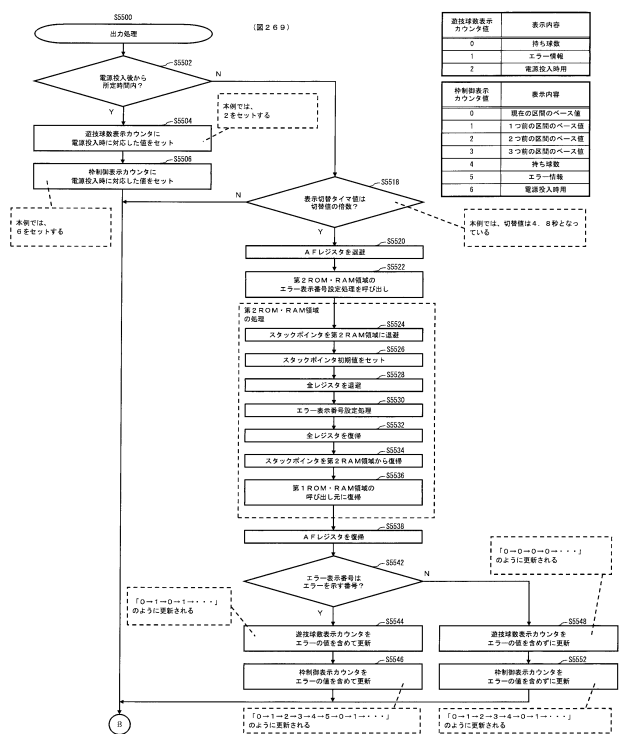 S5500
出力処理
(図２６９)
S5502
電源投入後から
所定時間内？
N
Y
本例では、
２をセットする
S5504
遊技球数表示カウンタに
電源投入時に対応した値をセット
S5506
枠制御表示カウンタに
電源投入時に対応した値をセット
本例では、
６をセットする
遊技球数表示
カウンタ値
表示内容
0
持ち球数
1
エラー情報
2
電源投入時用
枠制御表示
カウンタ値
表示内容
0
現在の区間のベース値
1
１つ前の区間のベース値
2
２つ前の区間のベース値
3
３つ前の区間のベース値
4
持ち球数
5
エラー情報
6
電源投入時用
S5518
表示切替タイマ値は
切替値の倍数？
N
Y
本例では、切替値は４．８秒となっ
ている
S5520
ＡＦレジスタを退避
S5522
第２ＲＯＭ・ＲＡＭ領域の
エラー表示番号設定処理を呼び出し
第２ＲＯＭ・ＲＡＭ領域
の処理
S5524
スタックポインタを第２ＲＡＭ領域に退避
S5526
スタックポインタ初期値をセット
S5528
全レジスタを退避
S5530
エラー表示番号設定処理
S5532
全レジスタを復帰
S5534
スタックポインタを第２ＲＡＭ領域から復帰
S5536
第１ＲＯＭ・ＲＡＭ領域の
呼び出し元に復帰
S5538
ＡＦレジスタを復帰
S5542
エラー表示番号は
エラーを示す番号？
N
Y
「０→０→０→０→・・・」
のように更新される
「０→１→０→１→・・・」
のように更新される
S5544
遊技球数表示カウンタを
エラーの値を含めて更新
S5548
遊技球数表示カウンタを
エラーの値を含めずに更新
S5546
枠制御表示カウンタを
エラーの値を含めて更新
S5552
枠制御表示カウンタを
エラーの値を含めずに更新
「０→１→２→３→４→５→０→１→・・・」
のように更新される
「０→１→２→３→４→０→１→・・・」
のように更新される
B